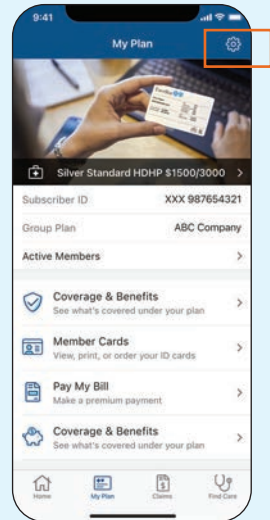 9:41
My Plan
Silver Standard HDHP $1500/3000
Subscriber ID XXX 987654321
Group Plan ABC Company
Active Members
Coverage & Benefits
See what's covered under your plan
Member Cards
View, print, or order your ID cards
Pay My Bill
Make a premium payment
Coverage & Benefits
See what's covered under your plan
Home My Plan Claims Find Care